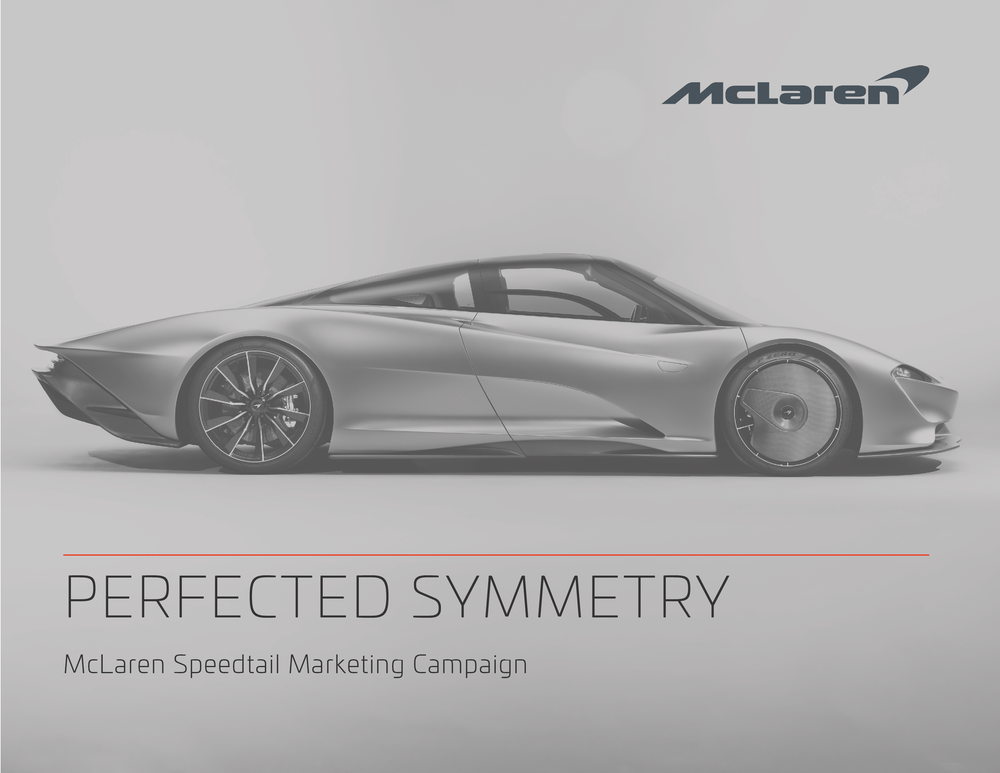 McLaren
PERFECTED SYMMETRY
McLaren Speedtail Marketing Campaign